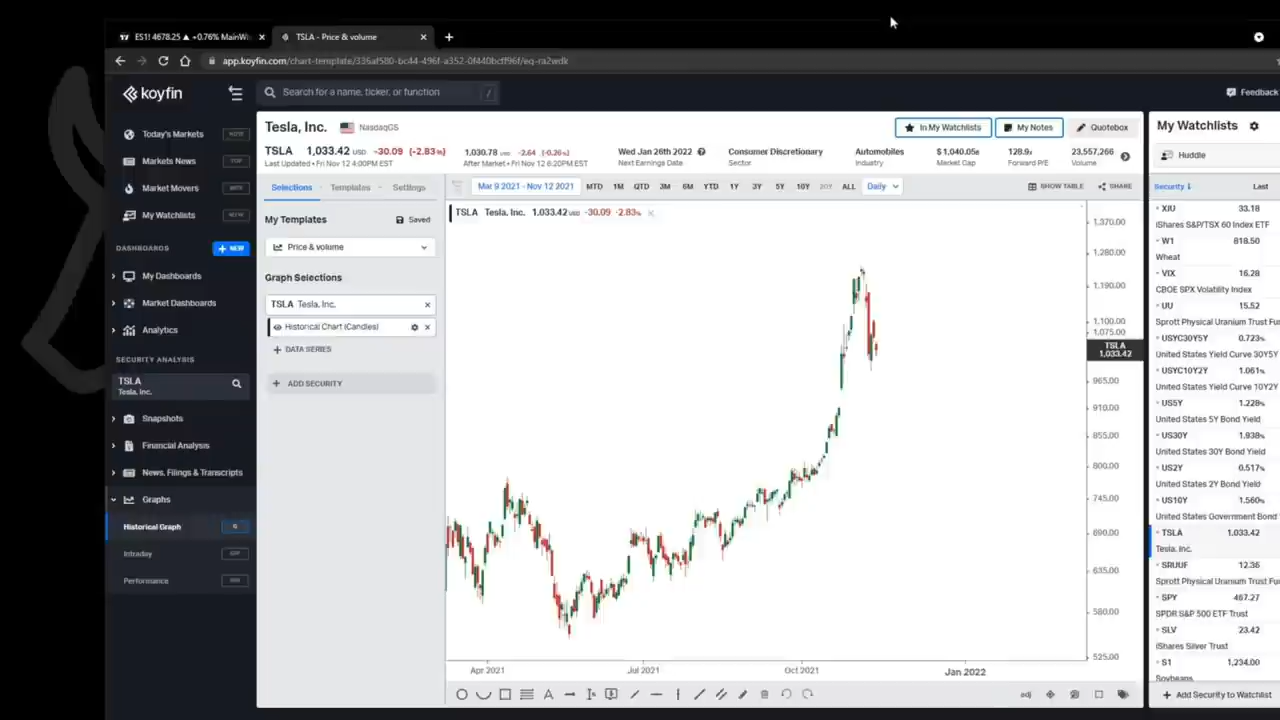 ES1! 4678.25 ▲ +0.76% MainWi
TSLA - Price & volume
app.koyfin.com/chart-template/336af580-bc44-496f-a352-0f440bcff96f/eq-ra2wdk
koyfin
Search for a name, ticker, or function
/
Feedback
Today's Markets
Markets News
TOP
Market Movers
My Watchlists
DASHBOARDS
+ NEW
My Dashboards
Market Dashboards
Analytics
SECURITY ANALYSIS
TSLA
Tesla, Inc.
Snapshots
Financial Analysis
News, Filings & Transcripts
Graphs
Historical Graph
G
Intraday
Performance
Tesla, Inc.
NasdaqGS
In My Watchlists
My Notes
Quotebox
TSLA 1,033.42 USD -30.09 (-2.83%)
Last Updated • Fri Nov 12 4:00PM EST
1,030.78 USD -2.64 (-0.26%)
After Market • Fri Nov 12 6:20PM EST
Wed Jan 26th 2022
Next Earnings Date
Consumer Discretionary
Sector
Automobiles
Industry
$ 1,040.05B
Market Cap
128.9x
Forward P/E
23,557,266
Volume
Selections
Templates
Settings
My Templates
Saved
Price & volume
Graph Selections
TSLA Tesla, Inc.
Historical Chart (Candles)
+ DATA SERIES
+ ADD SECURITY
Mar 9 2021 - Nov 12 2021
MTD 1M QTD 3M 6M YTD 1Y 3Y 5Y 10Y 20Y ALL
Daily
SHOW TABLE
SHARE
TSLA Tesla, Inc. 1,033.42 USD -30.09 -2.83%
1,370.00
1,280.00
1,190.00
1,100.00
1,075.00
TSLA
1,033.42
965.00
910.00
855.00
800.00
745.00
690.00
635.00
580.00
525.00
Apr 2021
Jul 2021
Oct 2021
Jan 2022
adj
My Watchlists
Huddle
Security
Last
XIU 33.18
iShares S&P/TSX 60 Index ETF
W1 818.50
Wheat
VIX 16.28
CBOE SPX Volatility Index
UU 15.52
Sprott Physical Uranium Trust Fu
USYC30Y5Y 0.723%
United States Yield Curve 30Y5Y
USYC10Y2Y 1.061%
United States Yield Curve 10Y2Y
US5Y 1.228%
United States 5Y Bond Yield
US30Y 1.938%
United States 30Y Bond Yield
US2Y 0.517%
United States 2Y Bond Yield
US10Y 1.560%
United States Government Bond
TSLA 1,033.42
Tesla, Inc.
SRUUF 12.36
Sprott Physical Uranium Trust Fu
SPY 467.27
SPDR S&P 500 ETF Trust
SLV 23.42
iShares Silver Trust
S1 1,234.00
Soybeans
+ Add Security to Watchlist